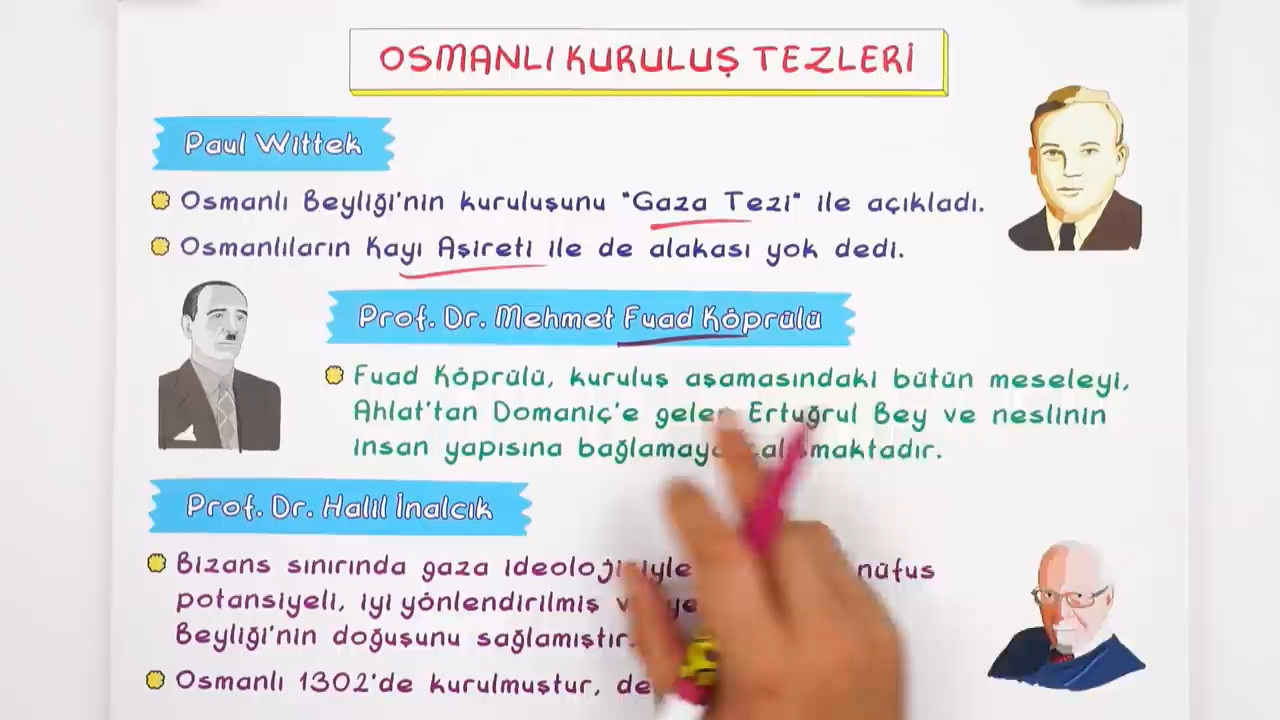 OSMANLI KURULUŞ TEZLERİ
Paul Wittek
Osmanlı Beyliği'nin kuruluşunu "Gaza Tezi" ile açıkladı.
Osmanlıların Kayı Aşireti ile de alakası yok dedi.
Prof. Dr. Mehmet Fuad Köprülü
Fuad Köprülü, kuruluş aşamasındaki bütün meseleyi,
Ahlat'tan Domaniç'e gelen Ertuğrul Bey ve neslinin
insan yapısına bağlamaya çalışmaktadır.
Prof. Dr. Halil İnalcık
Bizans sınırında gaza ideolojisiyle nüfus
potansiyeli, iyi yönlendirilmiş
Beyliği'nin doğuşunu sağlamıştır.
Osmanlı 1302'de kurulmuştur,